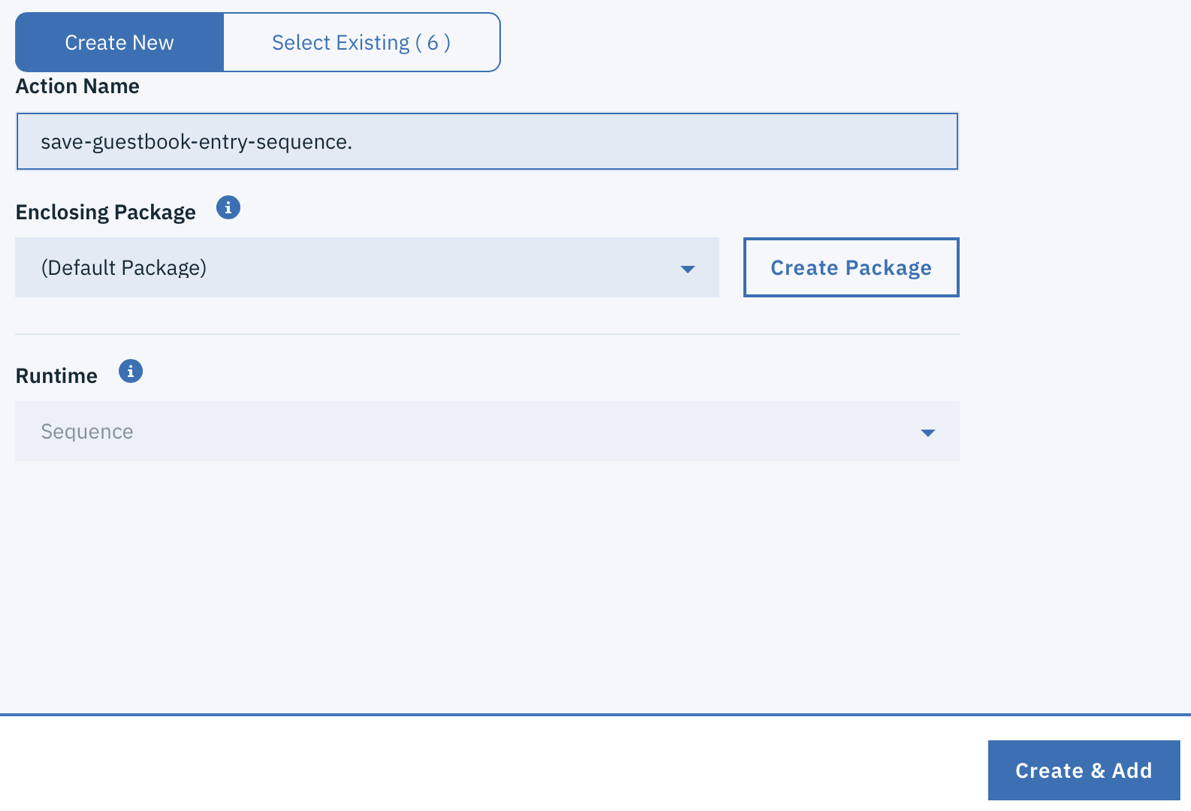 Create New
Select Existing ( 6 )
Action Name
save-guestbook-entry-sequence.
Enclosing Package
(Default Package)
Create Package
Runtime
Sequence
Create & Add